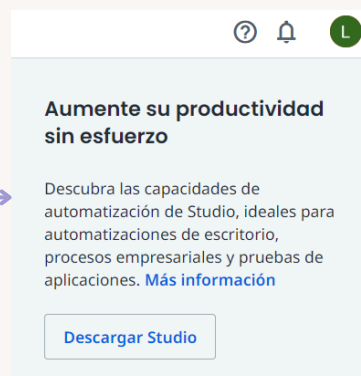 L
Aumente su productividad
sin esfuerzo
Descubra las capacidades de
automatización de Studio, ideales para
automatizaciones de escritorio,
procesos empresariales y pruebas de
aplicaciones. Más información
Descargar Studio